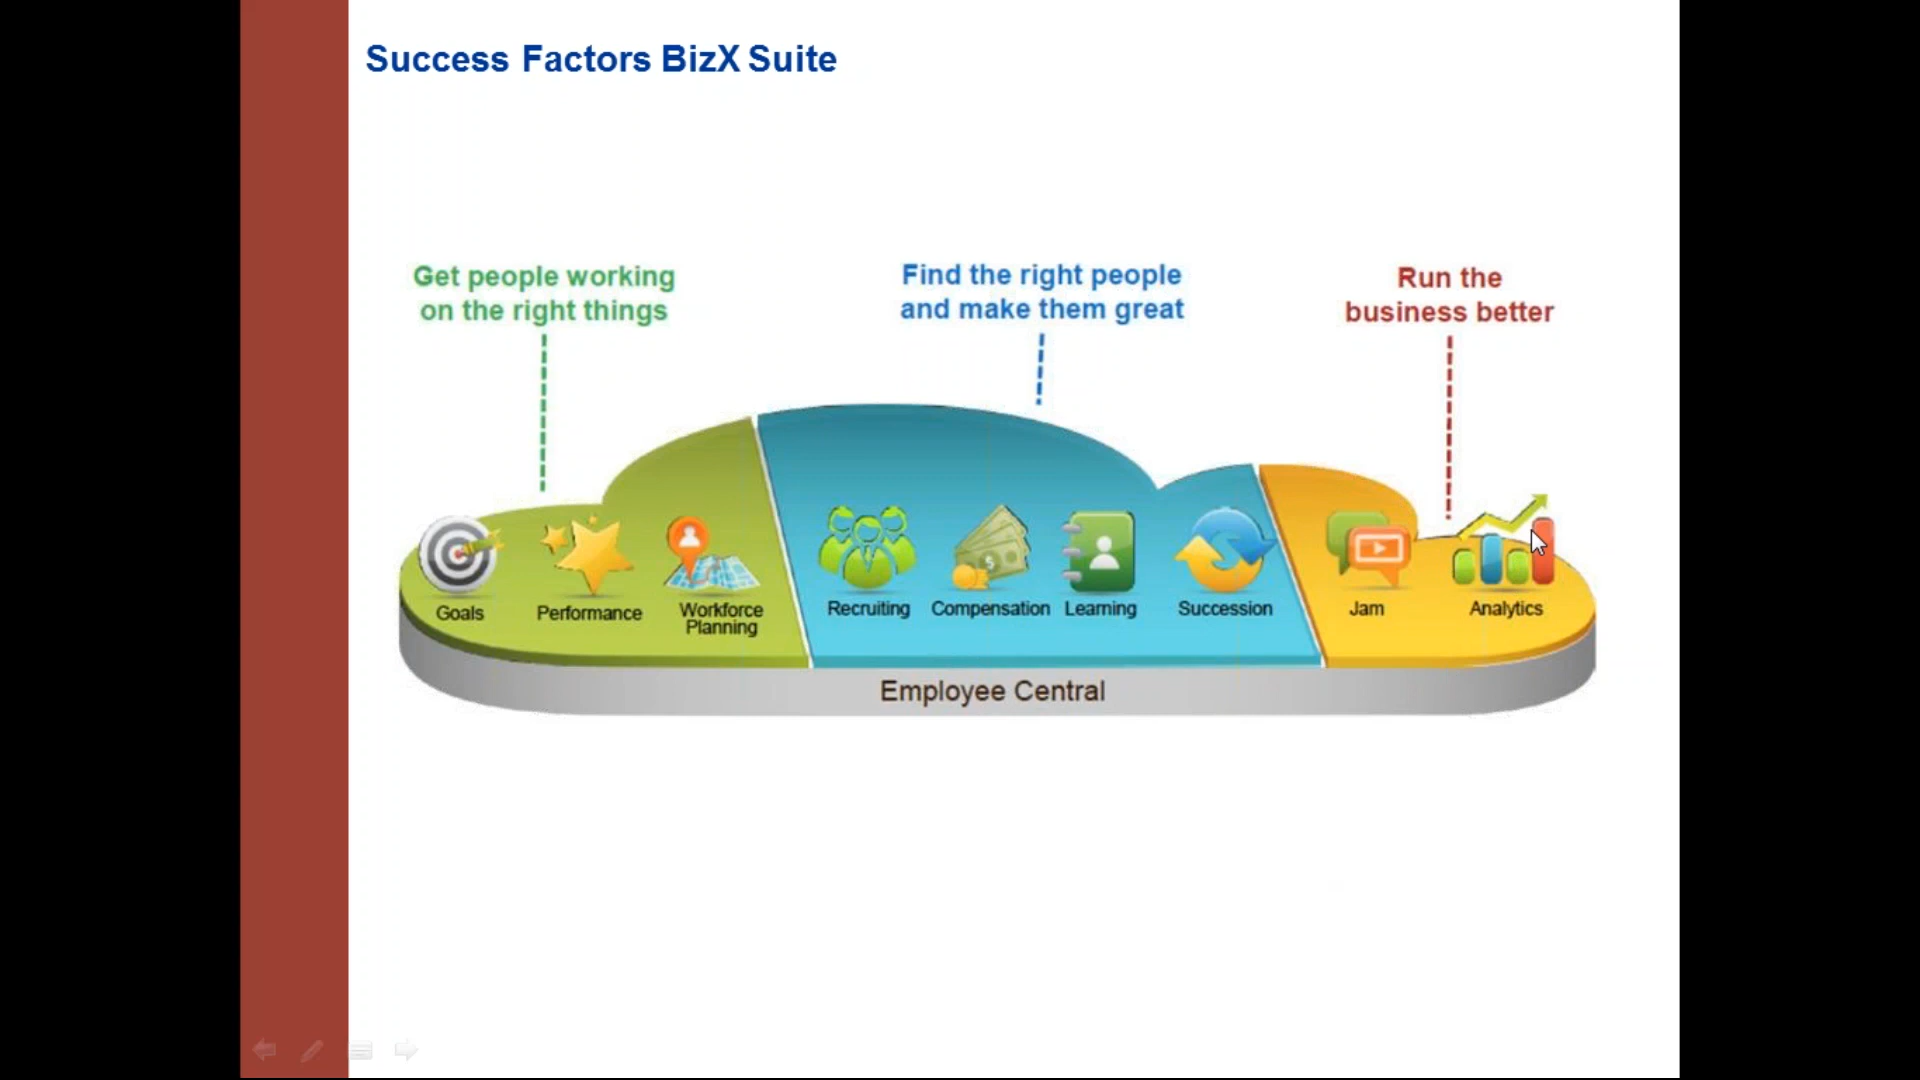 Success Factors BizX Suite
Get people working
on the right things
Find the right people
and make them great
Run the
business better
Goals
Performance
Workforce
Planning
Recruiting
Compensation
Learning
Succession
Jam
Analytics
Employee Central